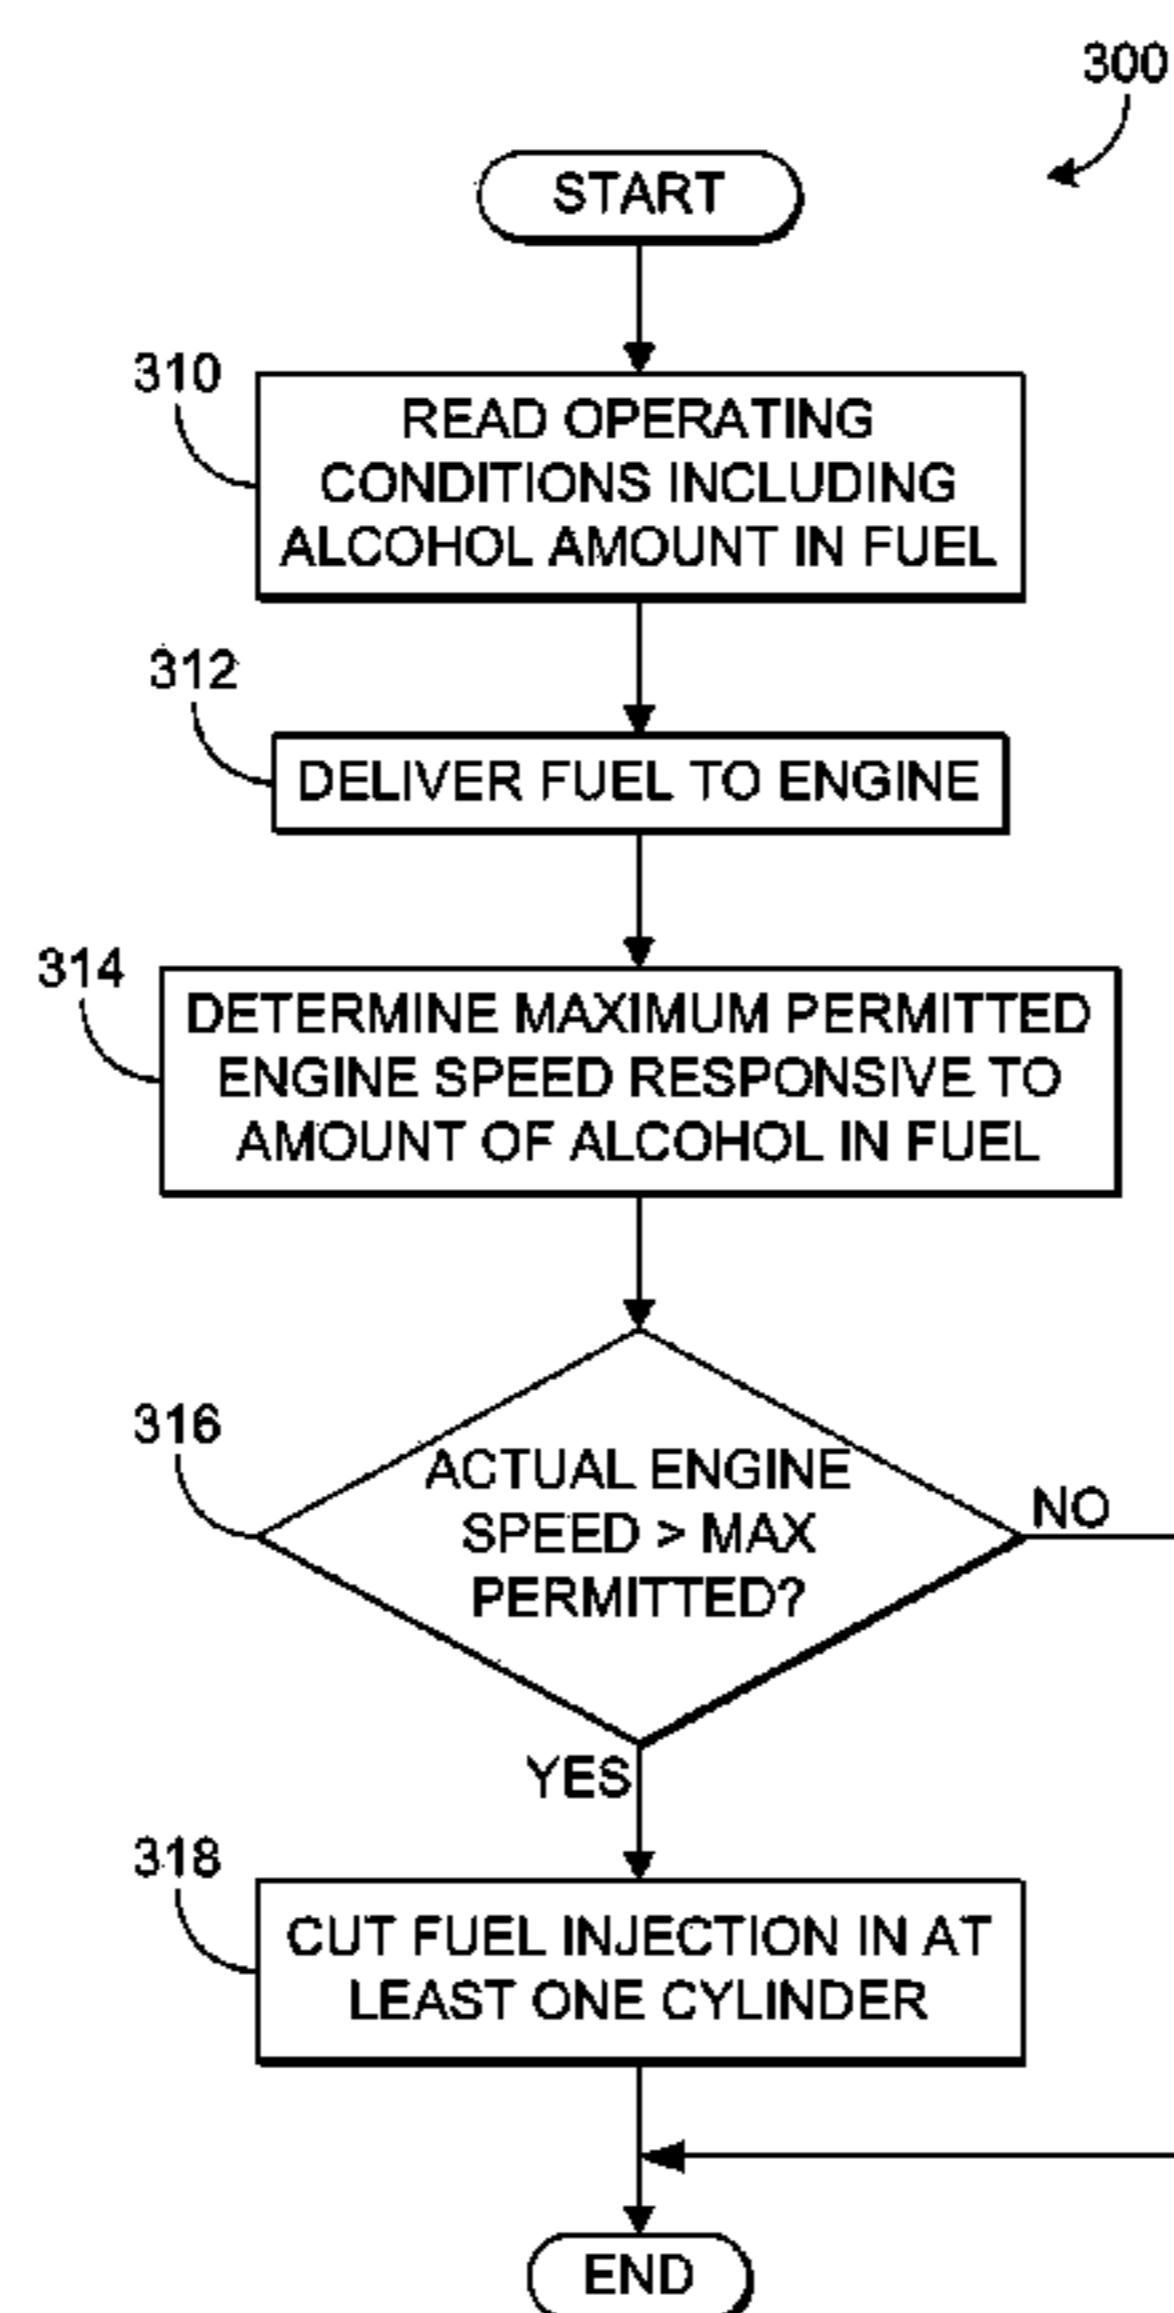 300
START
310
READ OPERATING
CONDITIONS INCLUDING
ALCOHOL AMOUNT IN FUEL
312
DELIVER FUEL TO ENGINE
314
DETERMINE MAXIMUM PERMITTED
ENGINE SPEED RESPONSIVE TO
AMOUNT OF ALCOHOL IN FUEL
316
ACTUAL ENGINE
SPEED > MAX
PERMITTED?
NO
YES
318
CUT FUEL INJECTION IN AT
LEAST ONE CYLINDER
END